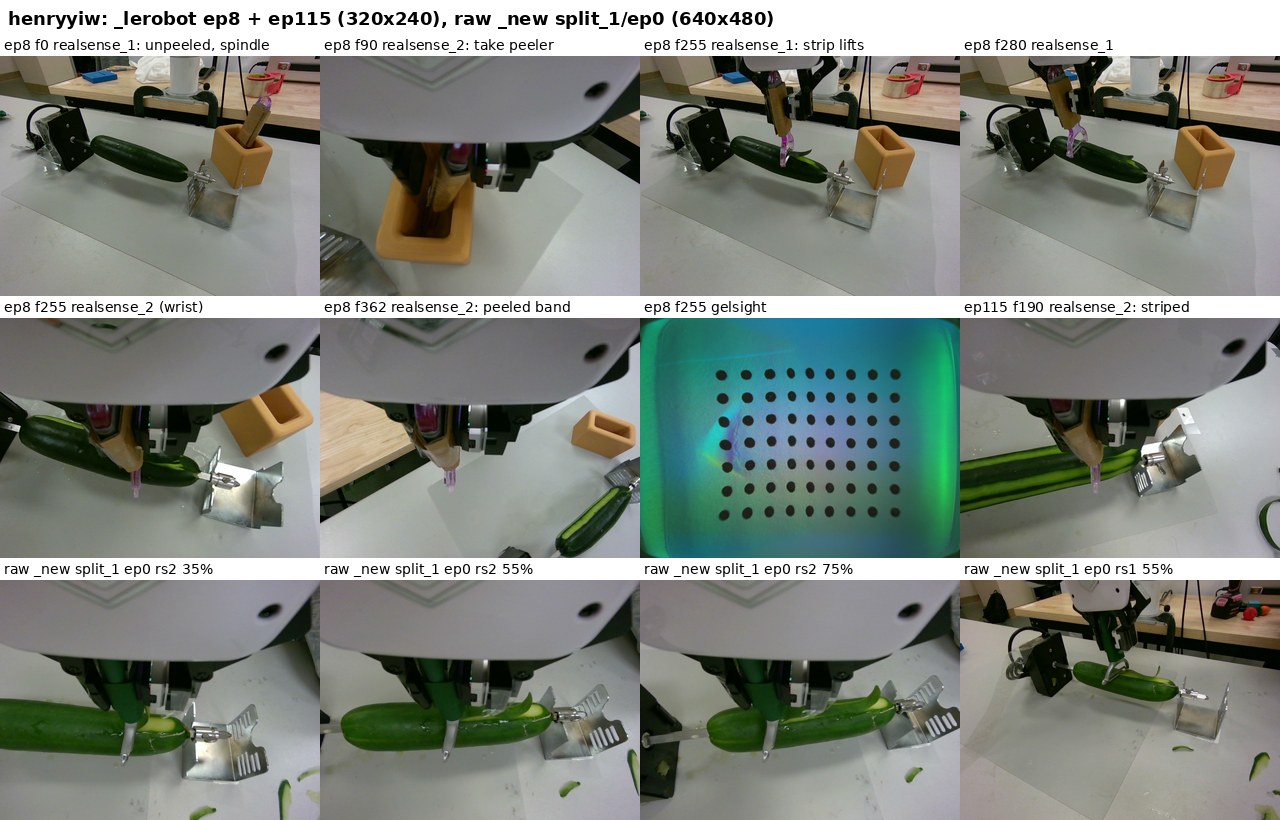 henryyiw: _lerobot ep8 + ep115 (320x240), raw _new split_1/ep0 (640x480)
ep8 f0 realsense_1: unpeeled, spindle
ep8 f90 realsense_2: take peeler
ep8 f255 realsense_1: strip lifts
ep8 f280 realsense_1
ep8 f255 realsense_2 (wrist)
ep8 f362 realsense_2: peeled band
ep8 f255 gelsight
ep115 f190 realsense_2: striped
raw _new split_1 ep0 rs2 35%
raw _new split_1 ep0 rs2 55%
raw _new split_1 ep0 rs2 75%
raw _new split_1 ep0 rs1 55%